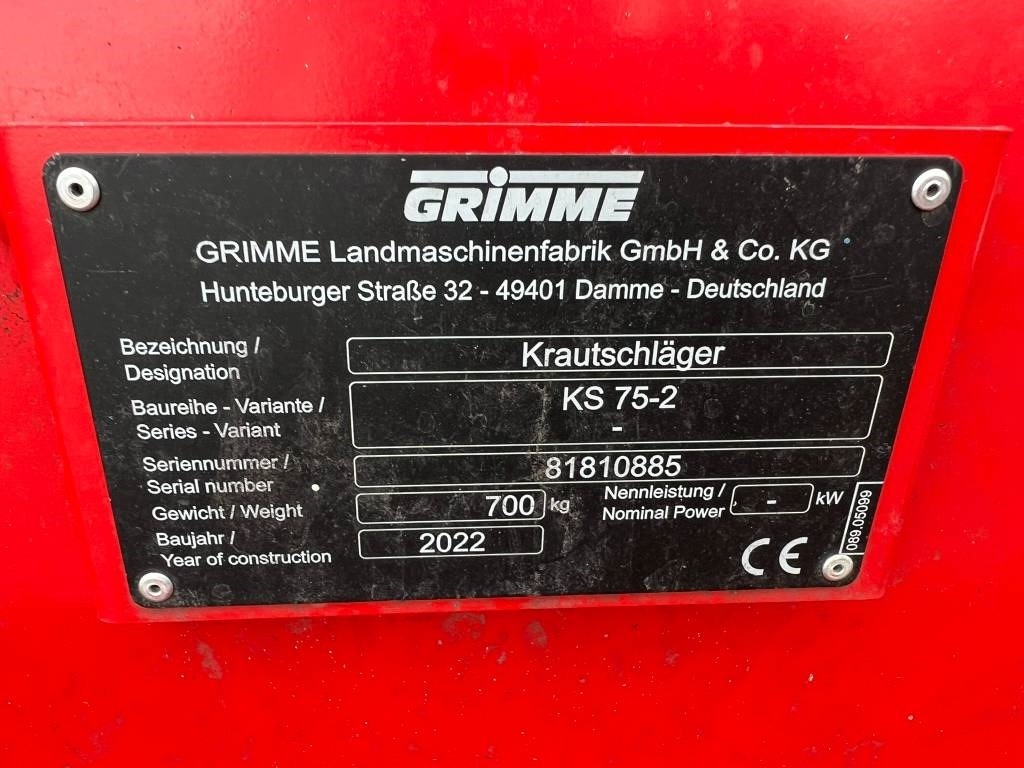 GRIMME
GRIMME Landmaschinenfabrik GmbH & Co. KG
Hunteburger Straße 32 - 49401 Damme - Deutschland
Bezeichnung /
Designation
Krautschläger
Baureihe - Variante /
Series - Variant
KS 75-2
-
Seriennummer /
Serial number
81810885
Gewicht / Weight
700 kg
Nennleistung /
Nominal Power
- kW
Baujahr /
Year of construction
2022
CE
089.05099